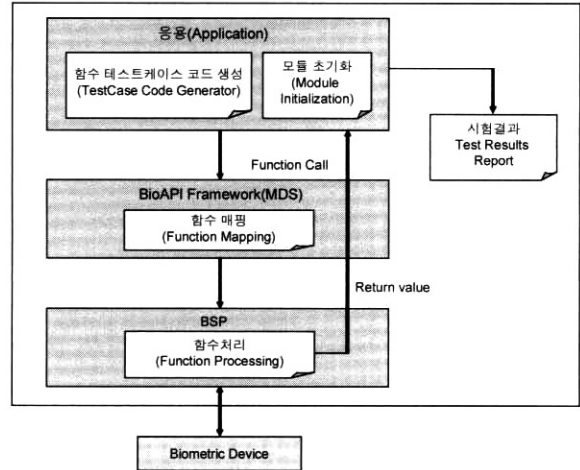 응용(Application)
함수 테스트케이스 코드 생성
(TestCase Code Generator)
모듈 초기화
(Module
Initialization)
시험결과
Test Results
Report
Function Call
BioAPI Framework(MDS)
함수 매핑
(Function Mapping)
Return value
BSP
함수처리
(Function Processing)
Biometric Device